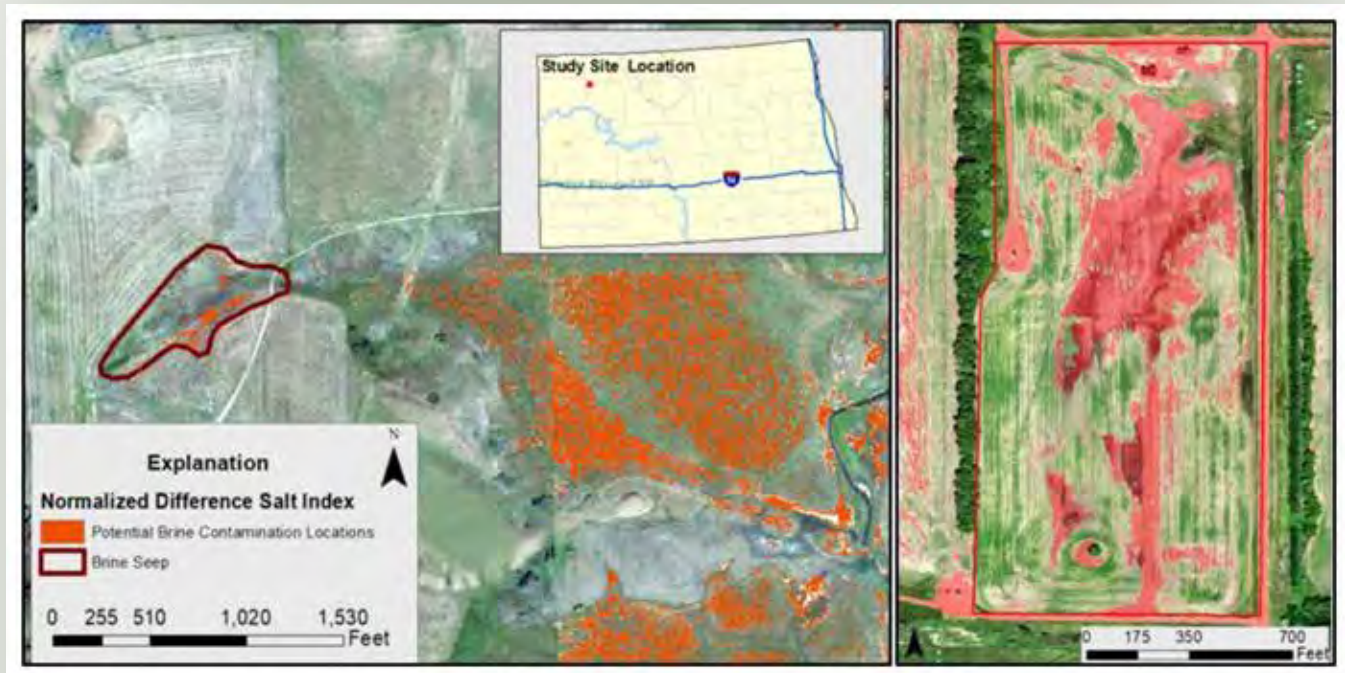 Study Site Location
94
N
Explanation
Normalized Difference Salt Index
Potential Brine Contamination Locations
Brine Seep
0 255 510 1,020 1,530
Feet
0 175 350 700
Feet